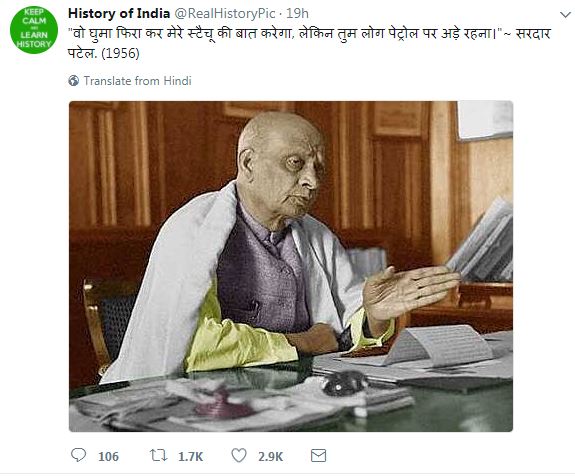 KEEP
CALM
AND
LEARN
HISTORY
History of India @RealHistoryPic · 19h
"वो घुमा फिरा कर मेरे स्टैचू की बात करेगा, लेकिन तुम लोग पेट्रोल पर अड़े रहना।"~ सरदार
पटेल. (1956)
Translate from Hindi
106 1.7K 2.9K